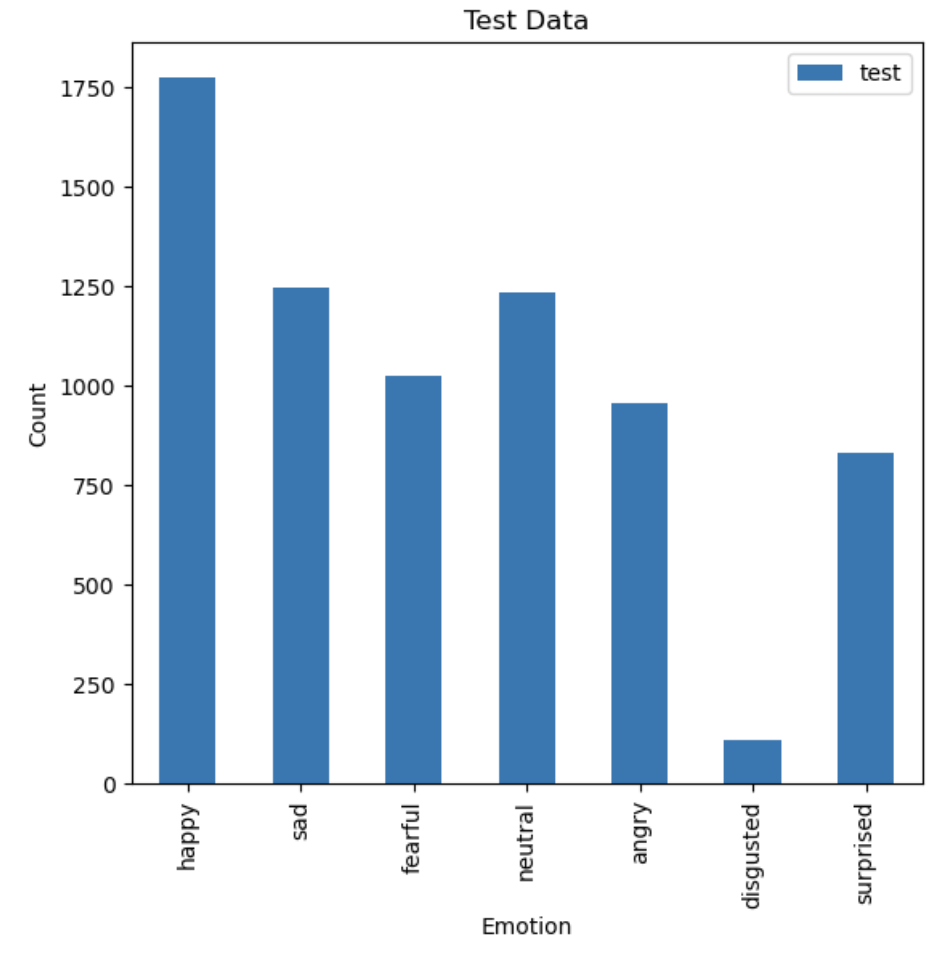 Test Data
test
1750
1500
1250
1000
750
500
250
0
Count
happy
sad
fearful
neutral
angry
disgusted
surprised
Emotion